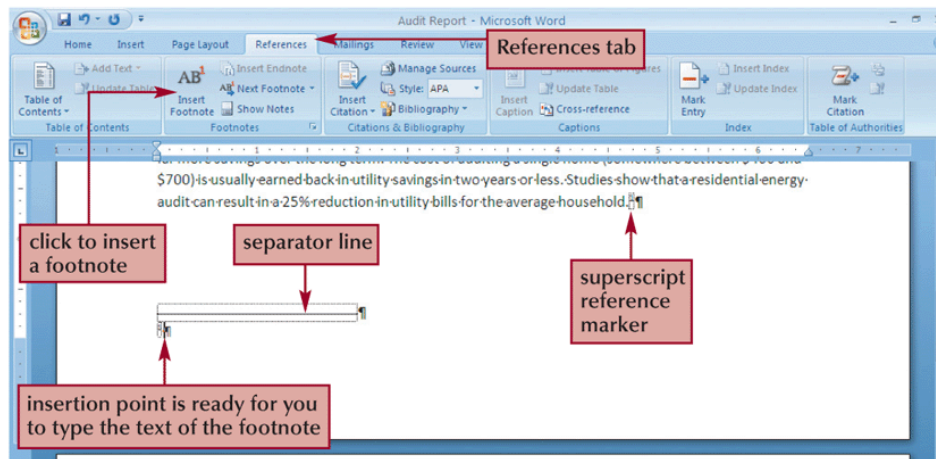 Audit Report - Microsoft Word
Home Insert Page Layout References Mailings Review View
References tab
Add Text
Update Table
Table of Contents
Table of Contents
AB¹
Insert Footnote
Insert Endnote
Next Footnote
Show Notes
Footnotes
Insert Citation
Manage Sources
Style: APA
Bibliography
Citations & Bibliography
Insert Caption
Update Table
Cross-reference
Captions
Mark Entry
Insert Index
Update Index
Index
Mark Citation
Table of Authorities
$700)·is·usually·earned·back·in·utility·savings·in·two·years·or·less.·Studies·show·that·a·residential·energy·
audit·can·result·in·a·25%·reduction·in·utility·bills·for·the·average·household.¶
click to insert
a footnote
separator line
superscript
reference
marker
insertion point is ready for you
to type the text of the footnote